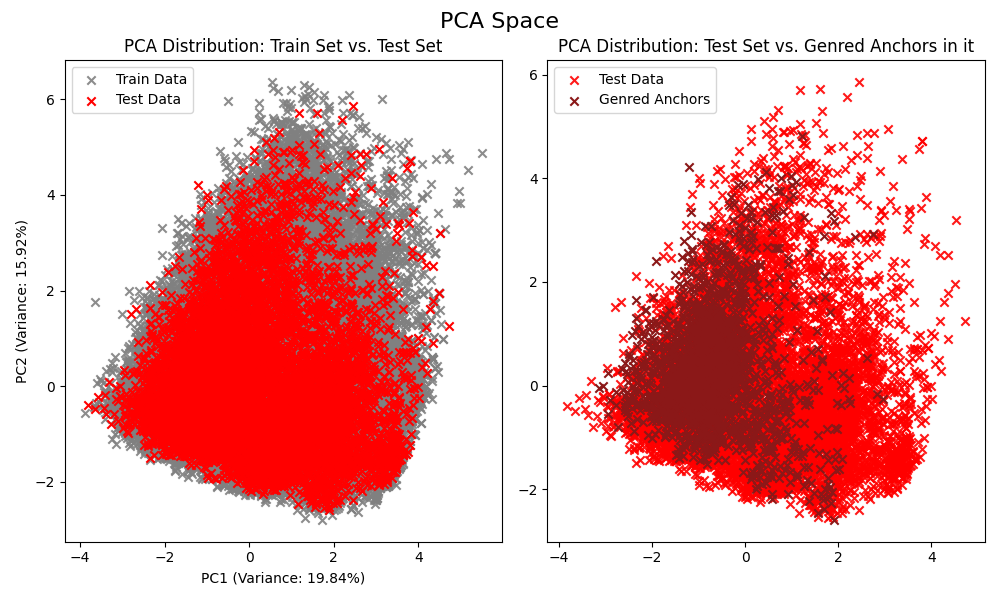 PCA Space
PCA Distribution: Train Set vs. Test Set
Train Data
Test Data
6
4
2
0
−2
PC2 (Variance: 15.92%)
−4
−2
0
2
4
PC1 (Variance: 19.84%)
PCA Distribution: Test Set vs. Genred Anchors in it
Test Data
Genred Anchors
6
4
2
0
−2
−4
−2
0
2
4